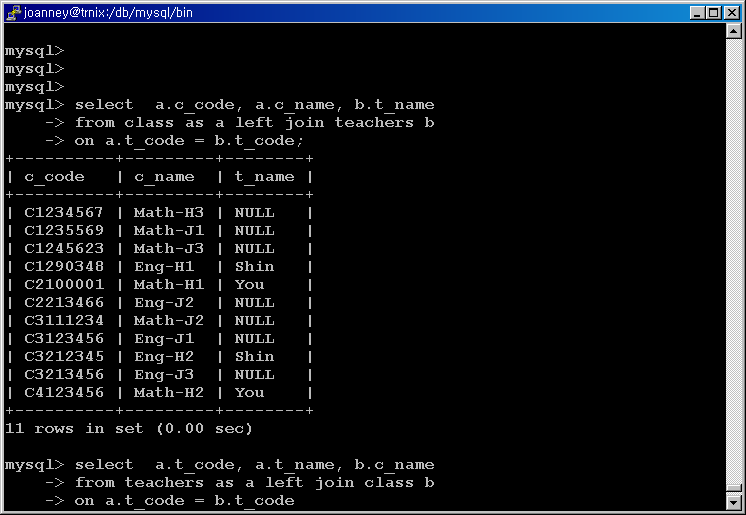 joanney@trnix:/db/mysql/bin
mysql>
mysql>
mysql>
mysql> select  a.c_code, a.c_name, b.t_name
    -> from class as a left join teachers b
    -> on a.t_code = b.t_code;
+----------+---------+--------+
| c_code   | c_name  | t_name |
+----------+---------+--------+
| C1234567 | Math-H3 | NULL   |
| C1235569 | Math-J1 | NULL   |
| C1245623 | Math-J3 | NULL   |
| C1290348 | Eng-H1  | Shin   |
| C2100001 | Math-H1 | You    |
| C2213466 | Eng-J2  | NULL   |
| C3111234 | Math-J2 | NULL   |
| C3123456 | Eng-J1  | NULL   |
| C3212345 | Eng-H2  | Shin   |
| C3213456 | Eng-J3  | NULL   |
| C4123456 | Math-H2 | You    |
+----------+---------+--------+
11 rows in set (0.00 sec)
mysql> select  a.t_code, a.t_name, b.c_name
    -> from teachers as a left join class b
    -> on a.t_code = b.t_code